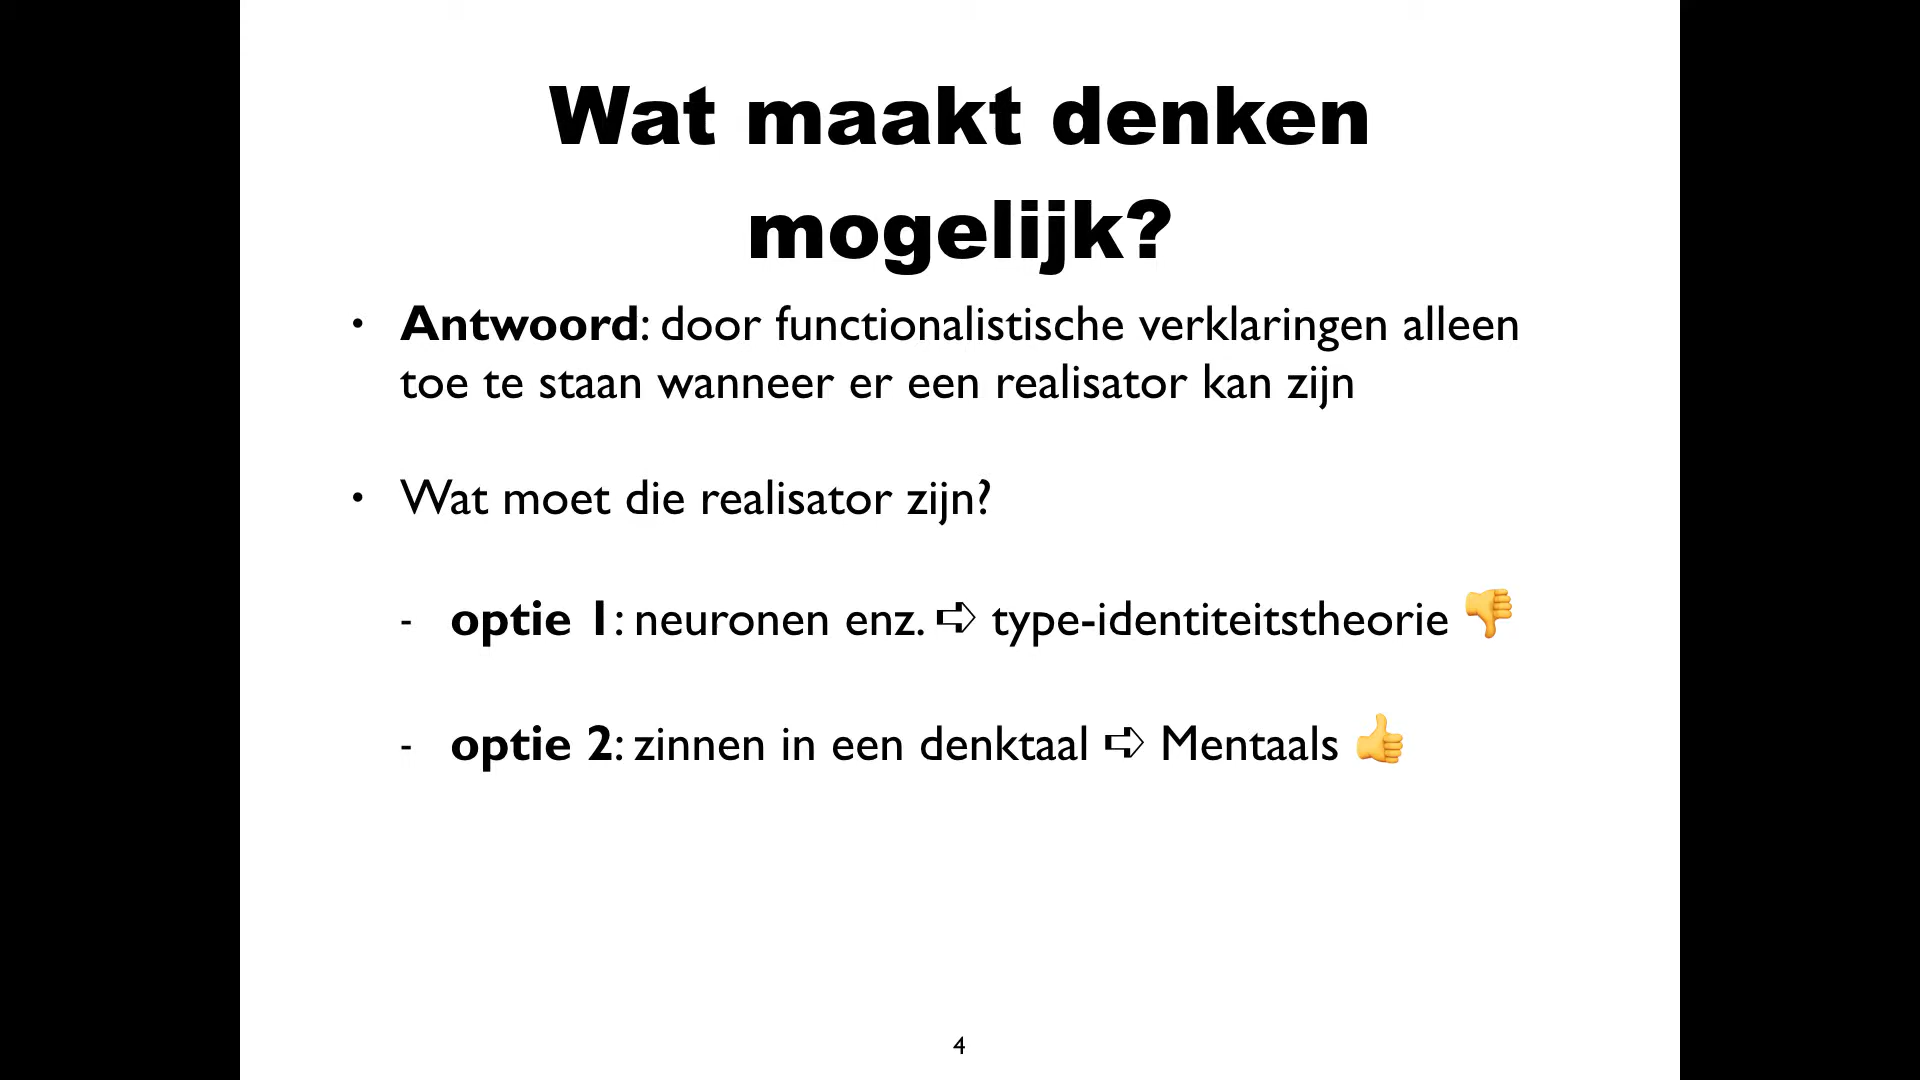 Wat maakt denken
mogelijk?
• Antwoord: door functionalistische verklaringen alleen
toe te staan wanneer er een realisator kan zijn
• Wat moet die realisator zijn?
- optie 1: neuronen enz. ➪ type-identiteitstheorie 👎
- optie 2: zinnen in een denktaal ➪ Mentaals 👍
4